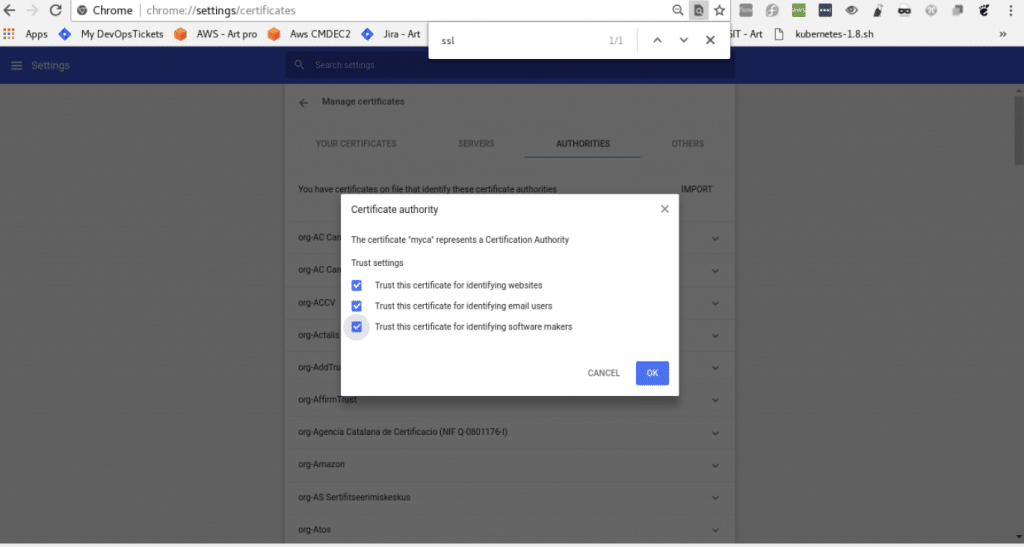 Chrome chrome://settings/certificates
Apps My DevOpsTickets AWS - Art pro Aws CMDEC2 Jira - Art IT - Art kubernetes-1.8.sh »
ssl 1/1
Settings Search settings
Manage certificates
YOUR CERTIFICATES SERVERS AUTHORITIES OTHERS
You have certificates on file that identify these certificate authorities IMPORT
Certificate authority
The certificate "myca" represents a Certification Authority
Trust settings
Trust this certificate for identifying websites
Trust this certificate for identifying email users
Trust this certificate for identifying software makers
CANCEL OK
org-AC Can
org-AC Can
org-ACCV
org-Actalis
org-AddTru
org-AffirmTrust
org-Agencia Catalana de Certificacio (NIF Q-0801176-I)
org-Amazon
org-AS Sertifitseerimiskeskus
org-Atos